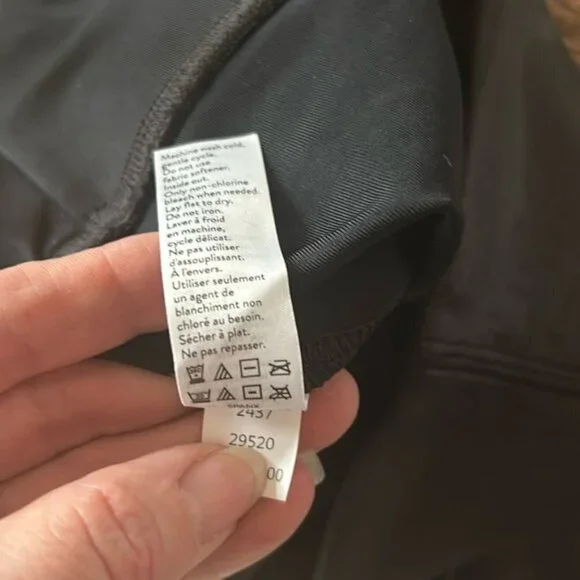 Machine wash cold,
gentle cycle.
Do not use
fabric softener.
Inside out.
Only non-chlorine
bleach when needed.
Lay flat to dry.
Do not iron.
Laver à froid
en machine,
cycle délicat.
Ne pas utiliser
d'assouplissant.
À l'envers.
Utiliser seulement
un agent de
blanchiment non
chloré au besoin.
Sécher à plat.
Ne pas repasser.
2437
29520
00